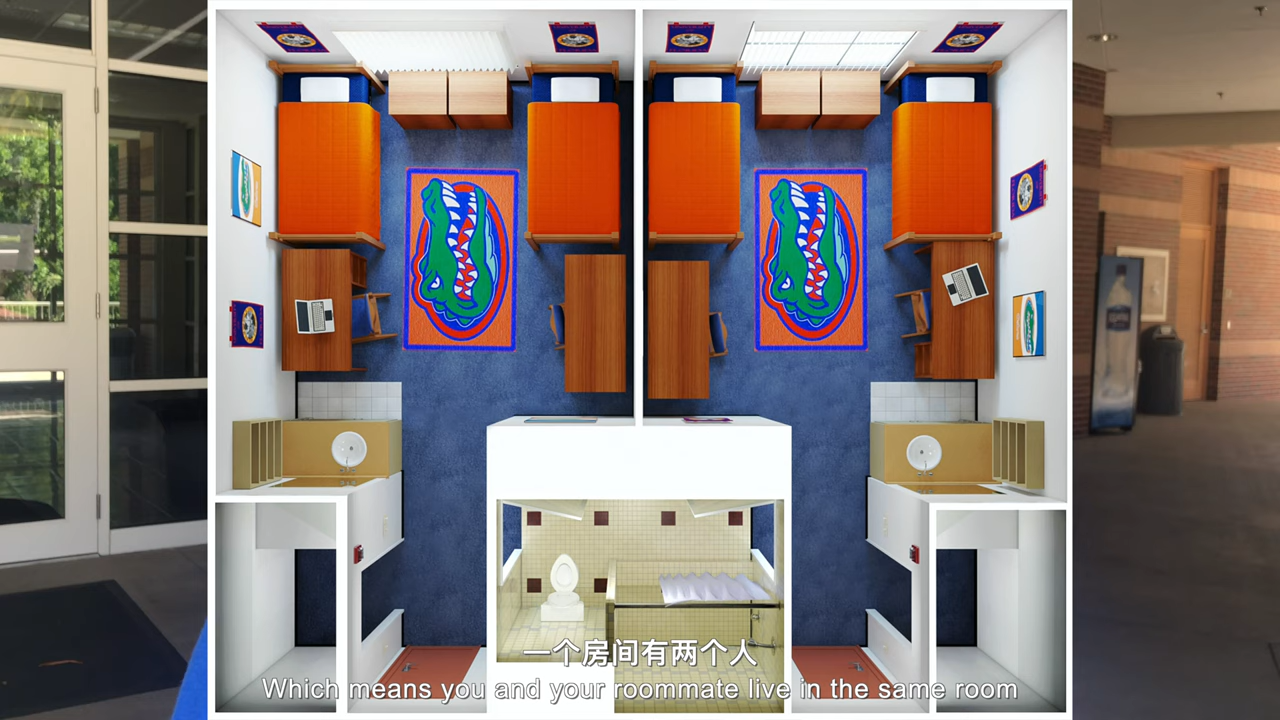 一个房间有两个人
Which means you and your roommate live in the same room